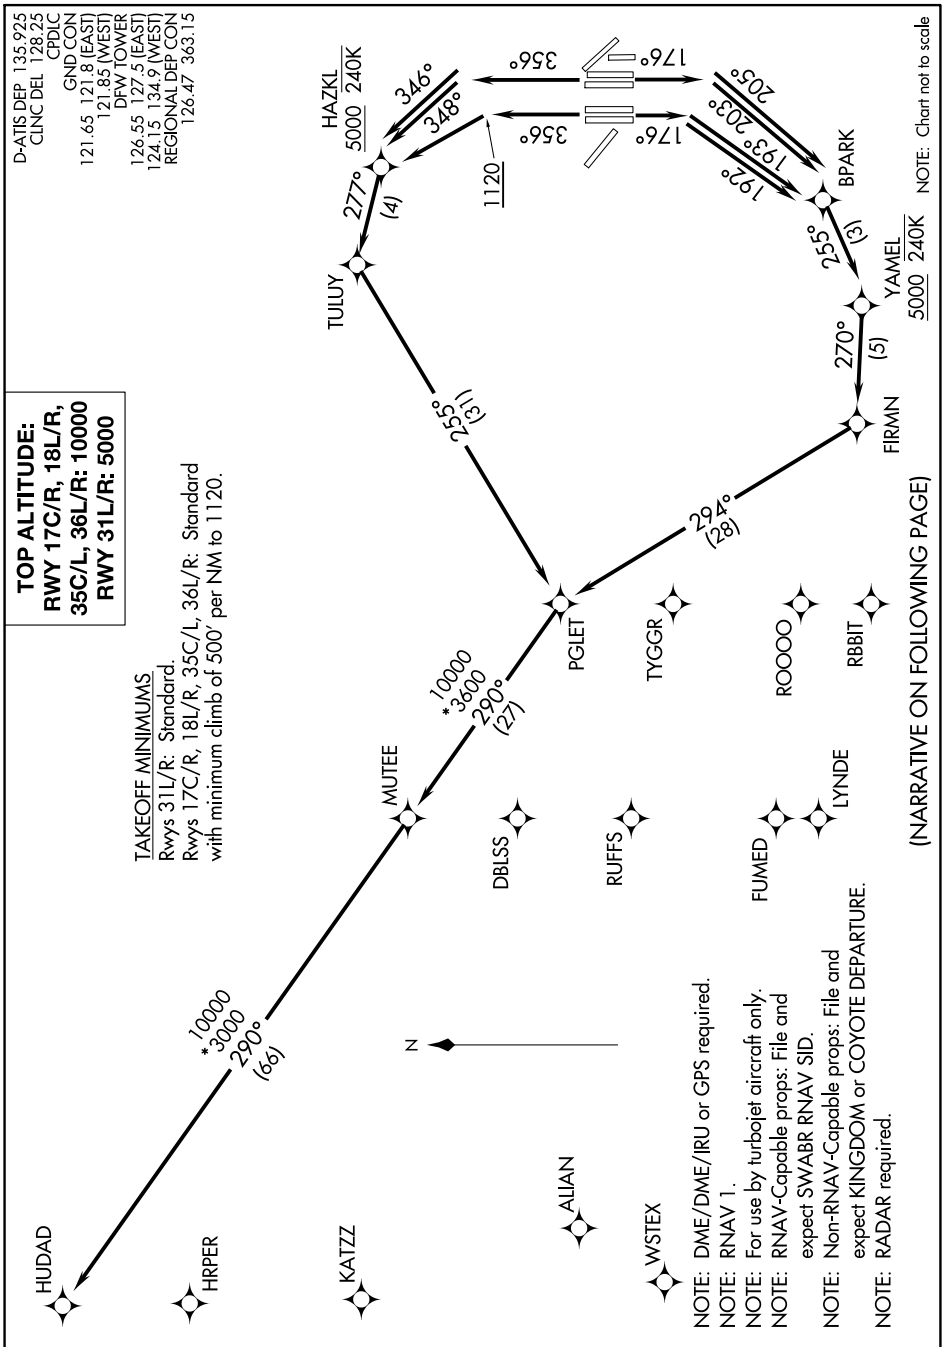 D-ATIS DEP 135.925
CLNC DEL 128.25
CPDLC
GND CON
121.65 121.8 (EAST)
121.85 (WEST)
DFW TOWER
126.55 127.5 (EAST)
124.15 134.9 (WEST)
REGIONAL DEP CON
126.47 363.15
TOP ALTITUDE:
RWY 17C/R, 18L/R,
35C/L, 36L/R: 10000
RWY 31L/R: 5000
TAKEOFF MINIMUMS
Rwys 31L/R: Standard.
Rwys 17C/R, 18L/R, 35C/L, 36L/R: Standard
with minimum climb of 500' per NM to 1120.
HUDAD
10000
*3000
290°
(66)
MUTEE
10000
*3600
290°
(27)
PGLET
TULUY
255°
(31)
277°
(4)
HAZKL
5000 240K
346°
348°
1120
356°
356°
176°
176°
205°
203°
193°
192°
BPARK
255°
(3)
YAMEL
5000 240K
270°
(5)
FIRMN
294°
(28)
HRPER
KATZZ
ALIAN
WSTEX
N
DBLSS
RUFFS
FUMED
LYNDE
TYGGR
ROOOO
RBBIT
NOTE: DME/DME/IRU or GPS required.
NOTE: RNAV 1.
NOTE: For use by turbojet aircraft only.
NOTE: RNAV-Capable props: File and
expect SWABR RNAV SID.
NOTE: Non-RNAV-Capable props: File and
expect KINGDOM or COYOTE DEPARTURE.
NOTE: RADAR required.
(NARRATIVE ON FOLLOWING PAGE)
NOTE: Chart not to scale